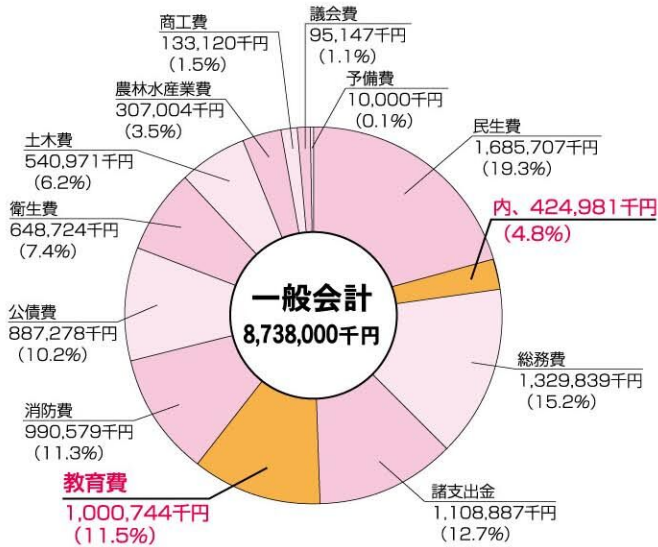 議会費
95,147千円
(1.1%)
予備費
10,000千円
(0.1%)
民生費
1,685,707千円
(19.3%)
内、424,981千円
(4.8%)
総務費
1,329,839千円
(15.2%)
諸支出金
1,108,887千円
(12.7%)
教育費
1,000,744千円
(11.5%)
消防費
990,579千円
(11.3%)
公債費
887,278千円
(10.2%)
衛生費
648,724千円
(7.4%)
土木費
540,971千円
(6.2%)
農林水産業費
307,004千円
(3.5%)
商工費
133,120千円
(1.5%)
一般会計
8,738,000千円